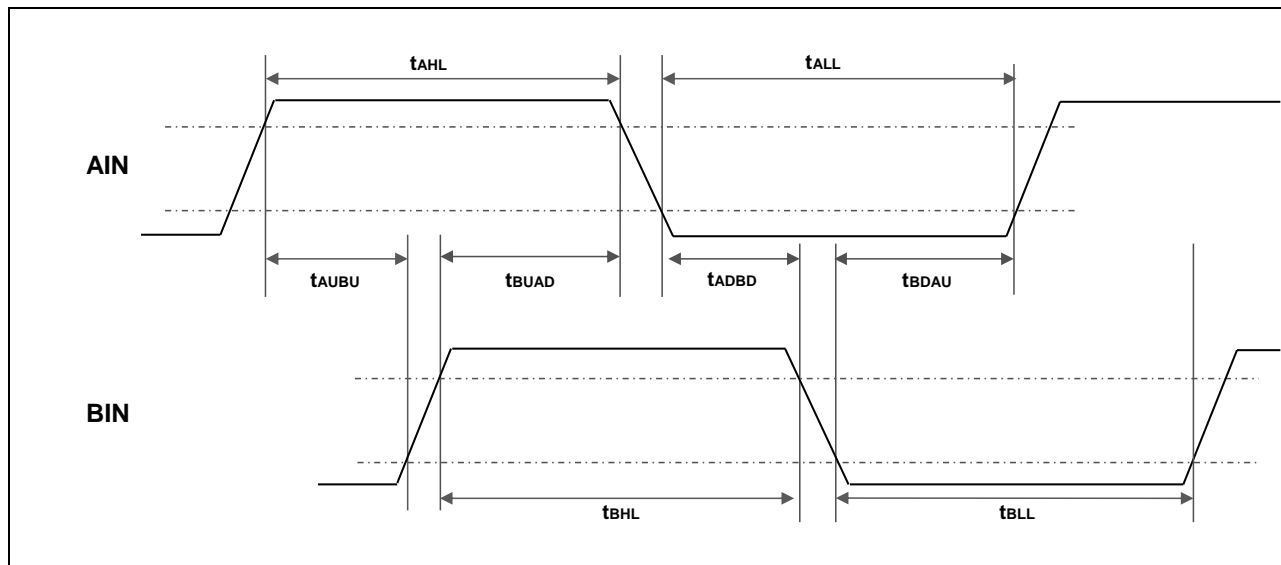 tAHL
tALL
AIN
tAUBU
tBUAD
tADBD
tBDAU
BIN
tBHL
tBLL